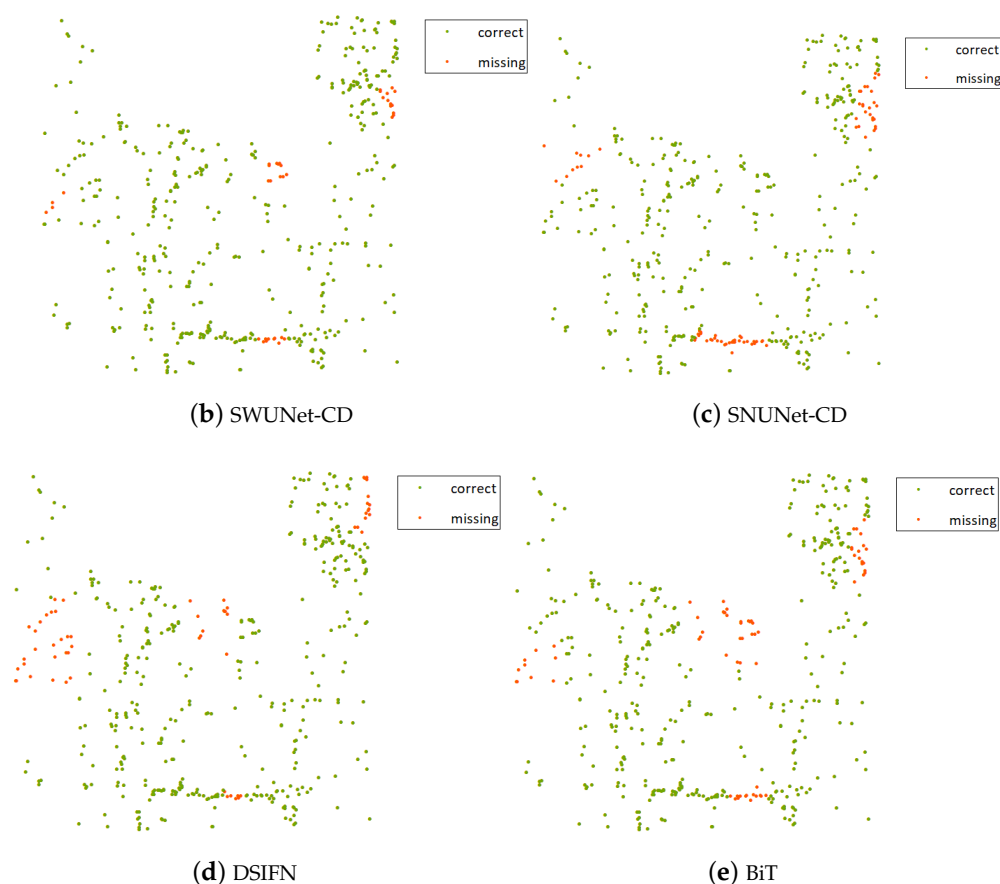 correct
missing
correct
missing
(b) SWUNet-CD
(c) SNUNet-CD
correct
missing
correct
missing
(d) DSIFN
(e) BiT